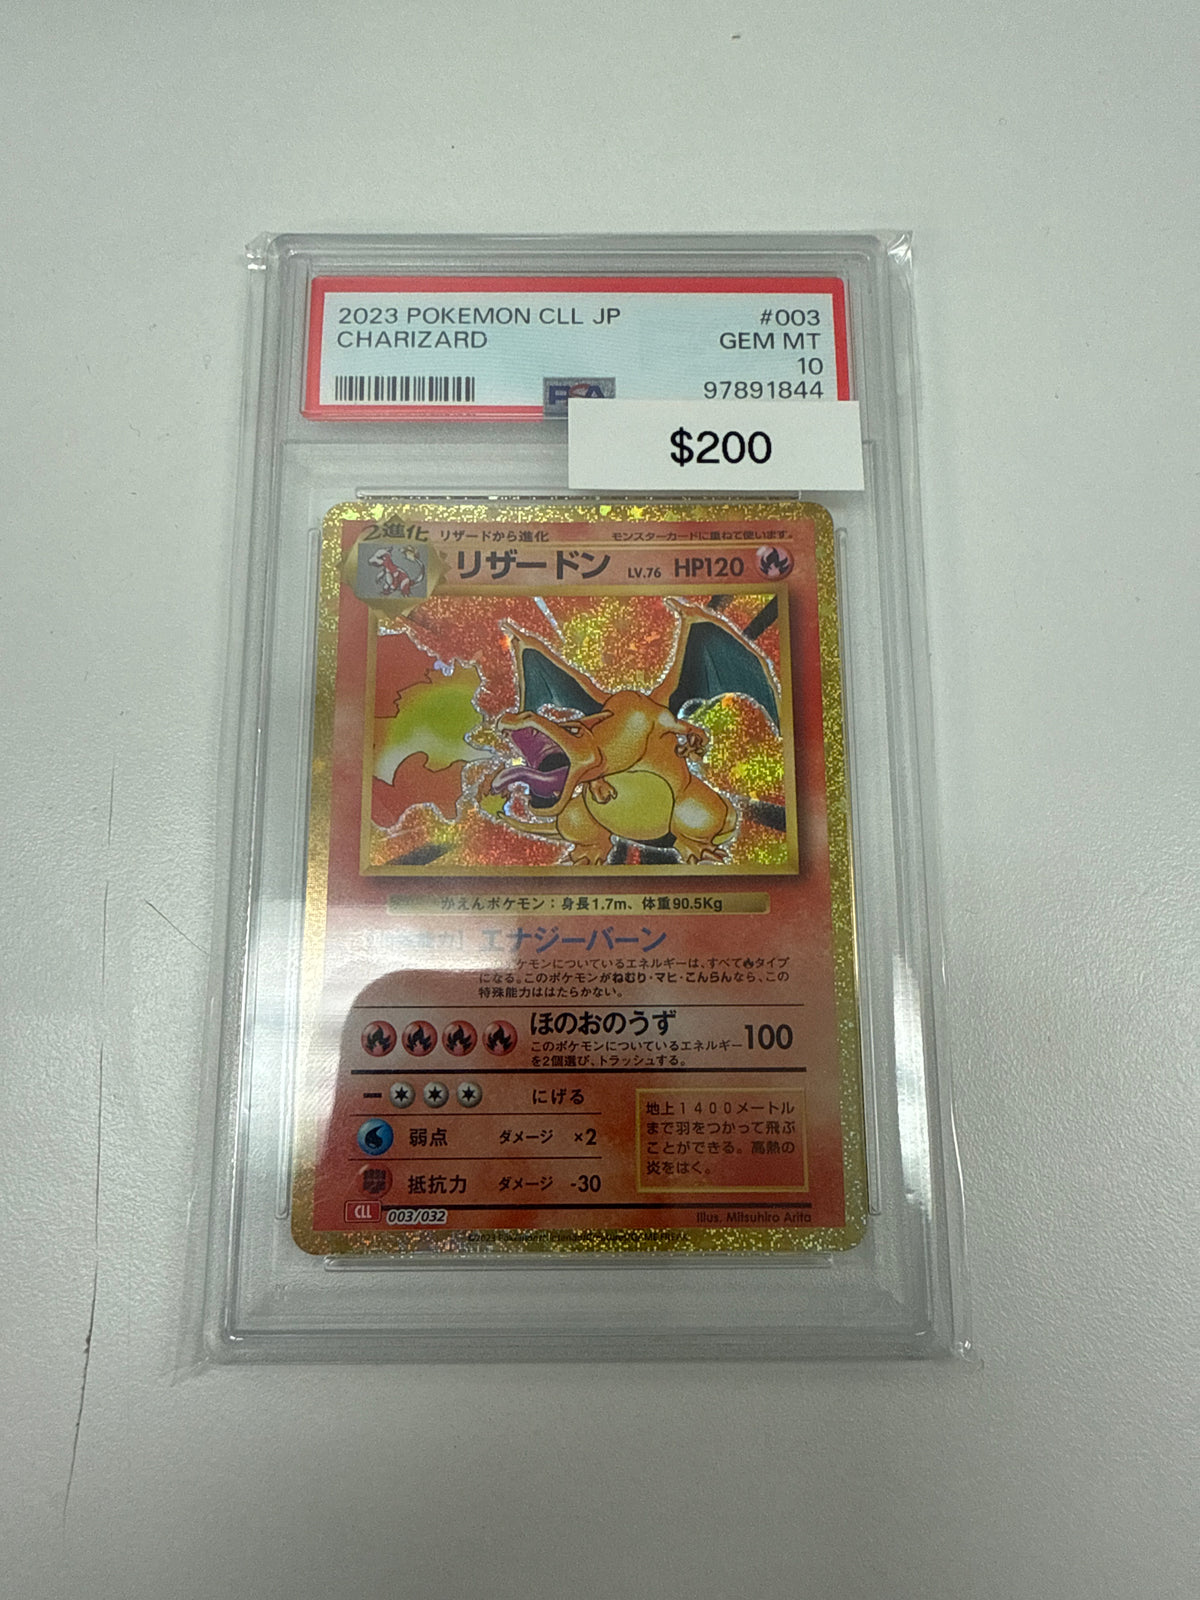 2023 POKEMON CLL JP #003
CHARIZARD GEM MT
10
97891844
$200
2進化 リザードから進化 モンスターカードに重ねて使います。
リザードン LV.76 HP120
かえんポケモン：身長1.7m、体重90.5Kg
エナジーバーン
ケモンについているエネルギーは、すべて タイプ
になる。このポケモンがねむり・マヒ・こんらんなら、この
特殊能力ははたらかない。
ほのおのうず 100
このポケモンについているエネルギー
を2個選び、トラッシュする。
にげる
弱点 ダメージ ×2
抵抗力 ダメージ -30
地上１４００メートル
まで羽をつかって飛ぶ
ことができる。高熱の
炎をはく。
CLL 003/032 Illus. Mitsuhiro Arita